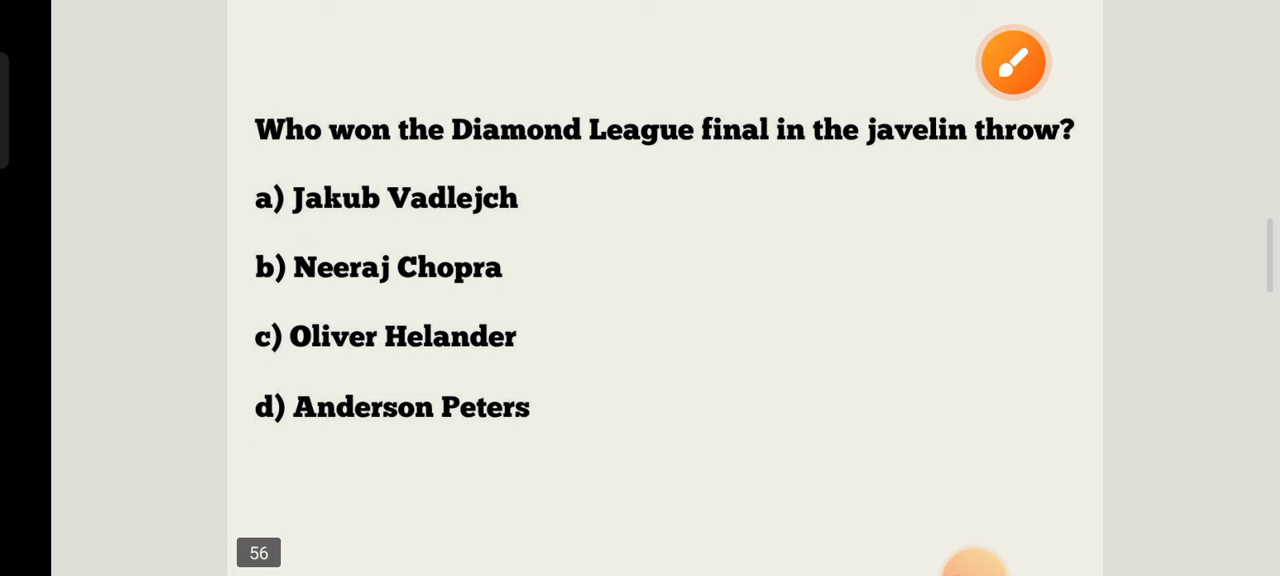 Who won the Diamond League final in the javelin throw?
a) Jakub Vadlejch
b) Neeraj Chopra
c) Oliver Helander
d) Anderson Peters
56